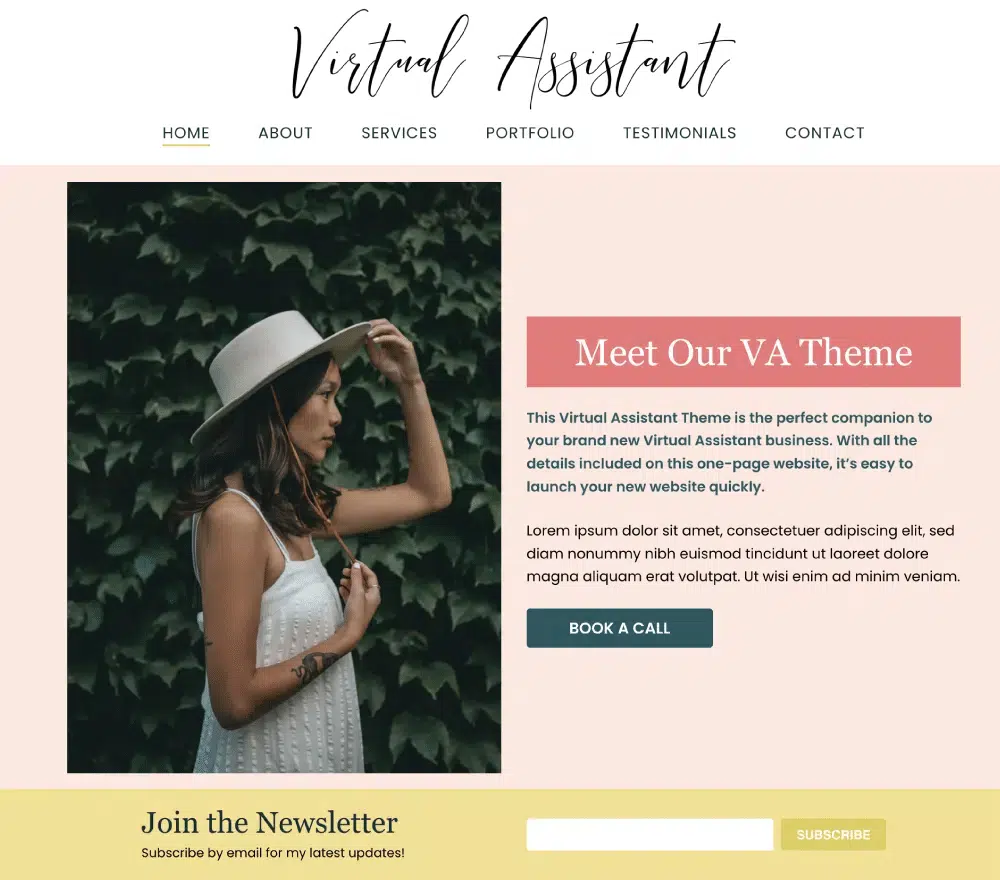 Virtual Assistant
HOME ABOUT SERVICES PORTFOLIO TESTIMONIALS CONTACT
Meet Our VA Theme
This Virtual Assistant Theme is the perfect companion to
your brand new Virtual Assistant business. With all the
details included on this one-page website, it’s easy to
launch your new website quickly.
Lorem ipsum dolor sit amet, consectetuer adipiscing elit, sed
diam nonummy nibh euismod tincidunt ut laoreet dolore
magna aliquam erat volutpat. Ut wisi enim ad minim veniam.
BOOK A CALL
Join the Newsletter
Subscribe by email for my latest updates!
SUBSCRIBE